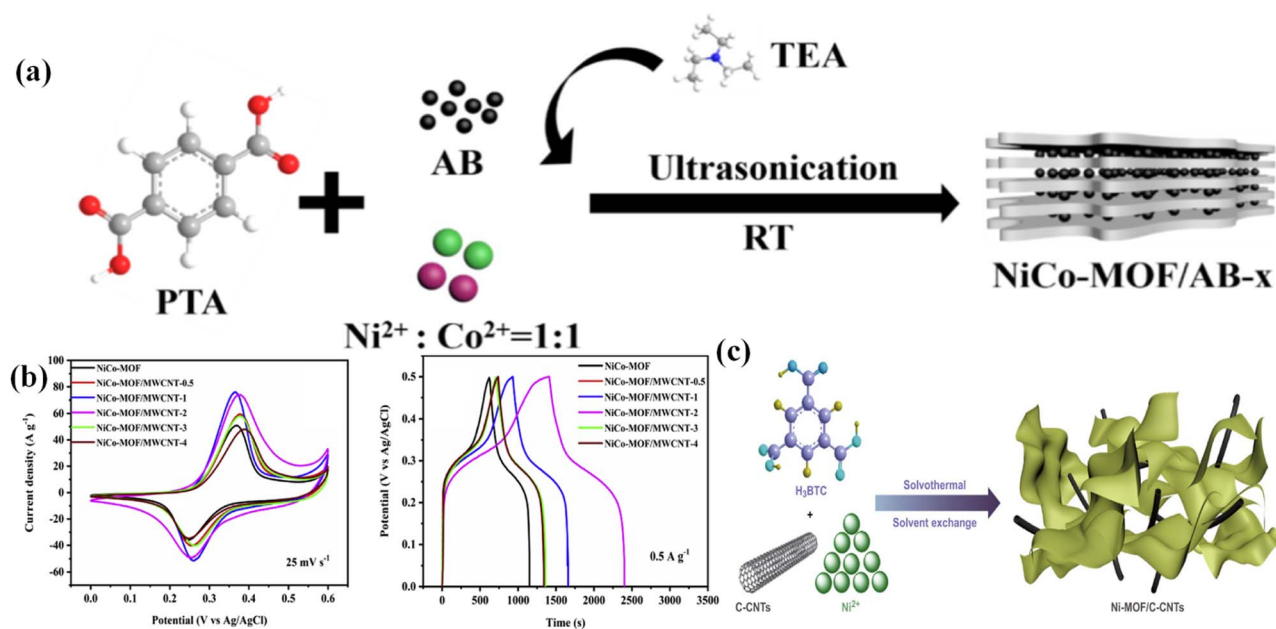 (a)
TEA
AB
PTA
Ni²⁺ : Co²⁺=1:1
Ultrasonication
RT
NiCo-MOF/AB-x
(b)
Current density (A g⁻¹)
100
80
60
40
20
0
-20
-40
-60
NiCo-MOF
NiCo-MOF/MWCNT-0.5
NiCo-MOF/MWCNT-1
NiCo-MOF/MWCNT-2
NiCo-MOF/MWCNT-3
NiCo-MOF/MWCNT-4
25 mV s⁻¹
0.0 0.1 0.2 0.3 0.4 0.5 0.6
Potential (V vs Ag/AgCl)
Potential (V vs Ag/AgCl)
0.5
0.4
0.3
0.2
0.1
0.0
NiCo-MOF
NiCo-MOF/MWCNT-0.5
NiCo-MOF/MWCNT-1
NiCo-MOF/MWCNT-2
NiCo-MOF/MWCNT-3
NiCo-MOF/MWCNT-4
0.5 A g⁻¹
0 500 1000 1500 2000 2500 3000 3500
Time (s)
(c)
H₃BTC
+
C-CNTs
Ni²⁺
Solvothermal
Solvent exchange
Ni-MOF/C-CNTs